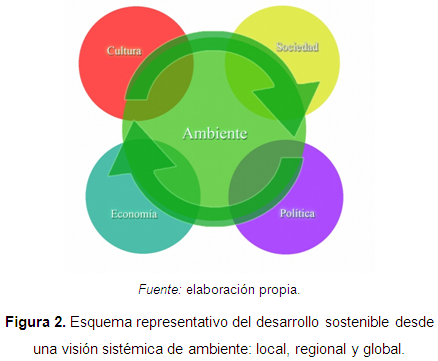 Cultura
Sociedad
Ambiente
Economía
Política
Fuente: elaboración propia.
Figura 2. Esquema representativo del desarrollo sostenible desde
una visión sistémica de ambiente: local, regional y global.